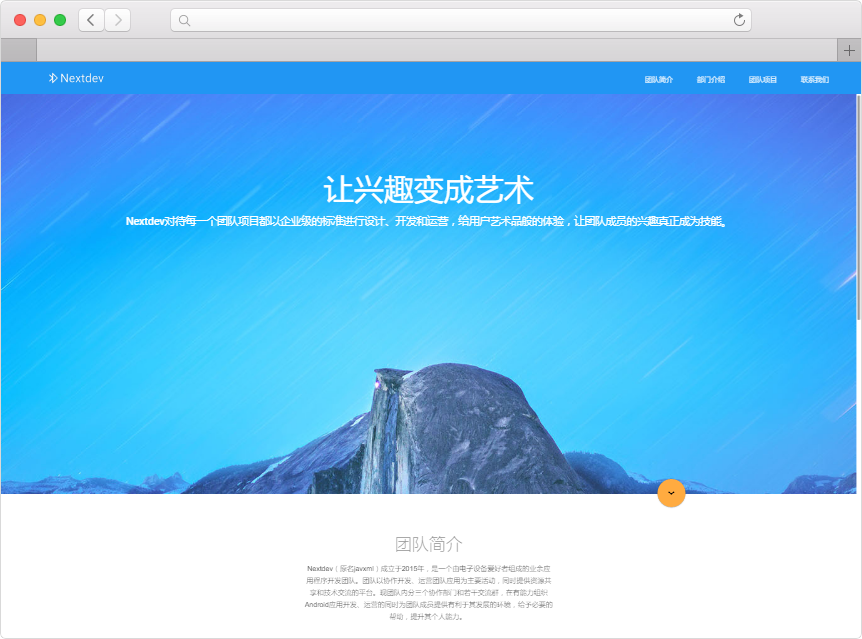 Nextdev
团队简介
部门介绍
团队项目
联系我们
让兴趣变成艺术
Nextdev对待每一个团队项目都以企业级的标准进行设计、开发和运营，给用户艺术品般的体验，让团队成员的兴趣真正成为技能。
团队简介
Nextdev（原名javxml）成立于2015年，是一个由电子设备爱好者组成的业余应
用程序开发团队。团队以协作开发、运营团队应用为主要活动，同时提供资源共
享和技术交流的平台。现团队内分三个协作部门和若干交流群，在有能力组织
Android应用开发、运营的同时为团队成员提供有利于其发展的环境，给予必要的
帮助，提升其个人能力。